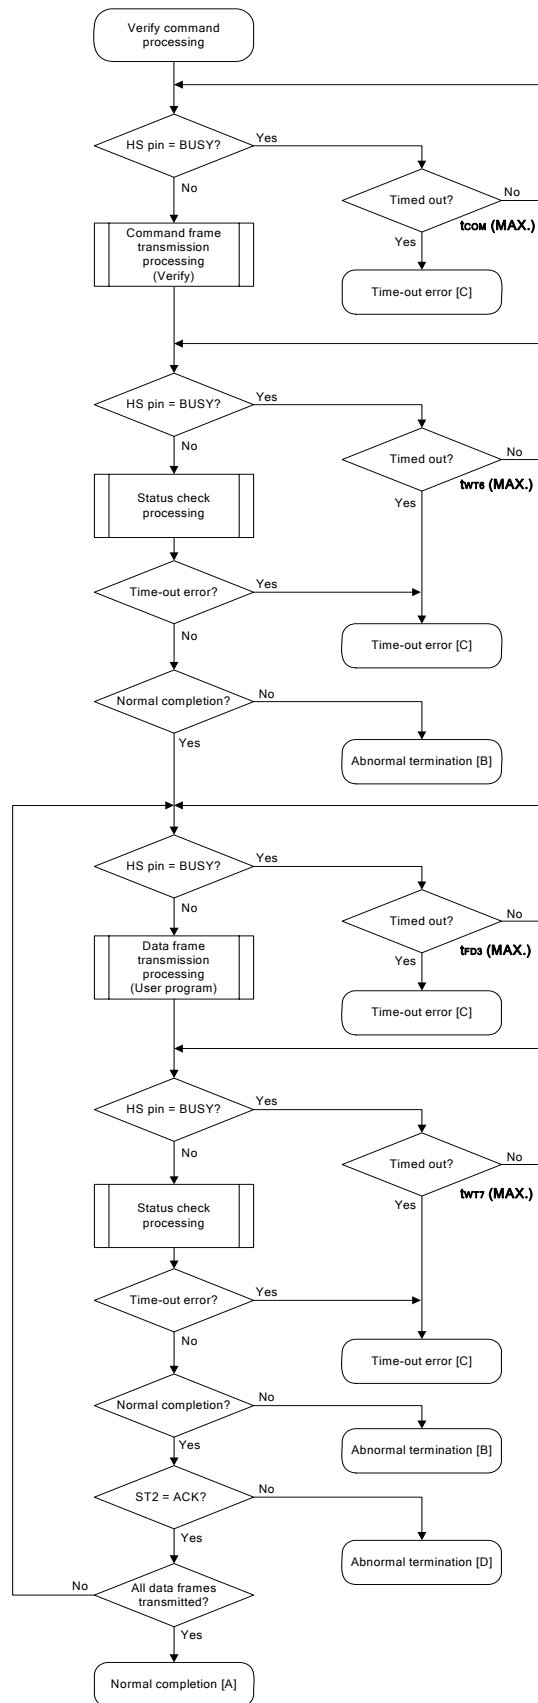 Verify command
processing
HS pin = BUSY?
Yes
No
Timed out?
No
tCOM (MAX.)
Yes
Command frame
transmission
processing
(Verify)
Time-out error [C]
HS pin = BUSY?
Yes
No
Timed out?
No
tWT6 (MAX.)
Yes
Status check
processing
Time-out error?
Yes
No
Time-out error [C]
Normal completion?
No
Yes
Abnormal termination [B]
HS pin = BUSY?
Yes
No
Timed out?
No
tFD3 (MAX.)
Yes
Data frame
transmission
processing
(User program)
Time-out error [C]
HS pin = BUSY?
Yes
No
Timed out?
No
tWT7 (MAX.)
Yes
Status check
processing
Time-out error?
Yes
No
Time-out error [C]
Normal completion?
No
Yes
Abnormal termination [B]
ST2 = ACK?
No
Yes
Abnormal termination [D]
No
All data frames
transmitted?
Yes
Normal completion [A]